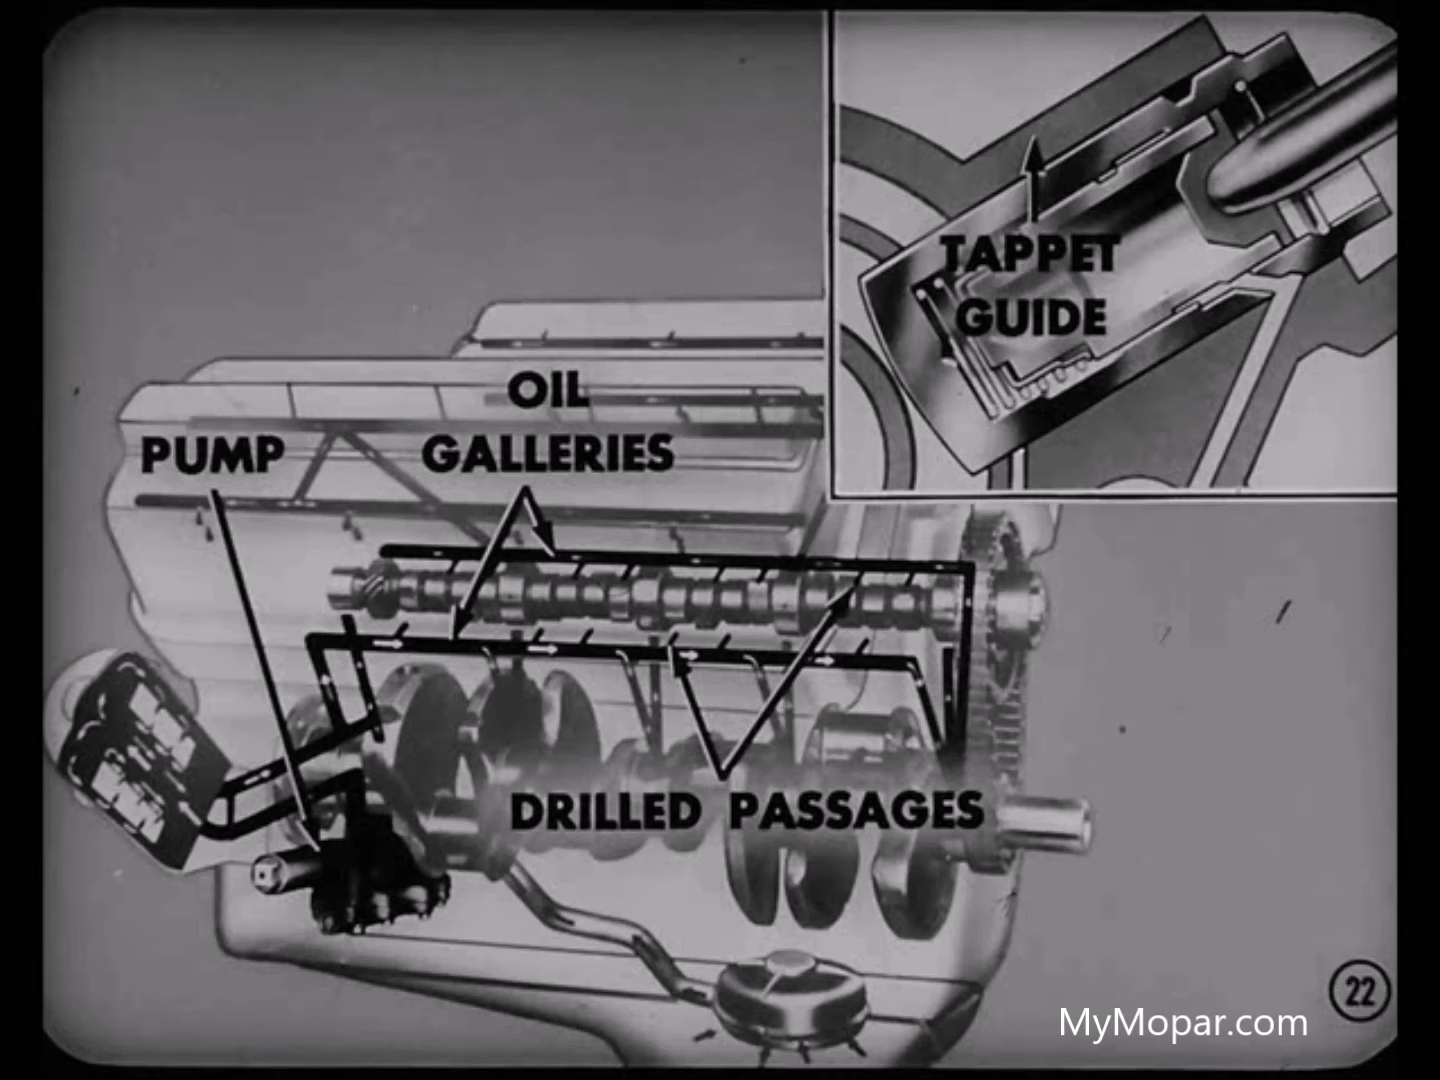 TAPPET
GUIDE
OIL
GALLERIES
PUMP
DRILLED PASSAGES
22
MyMopar.com